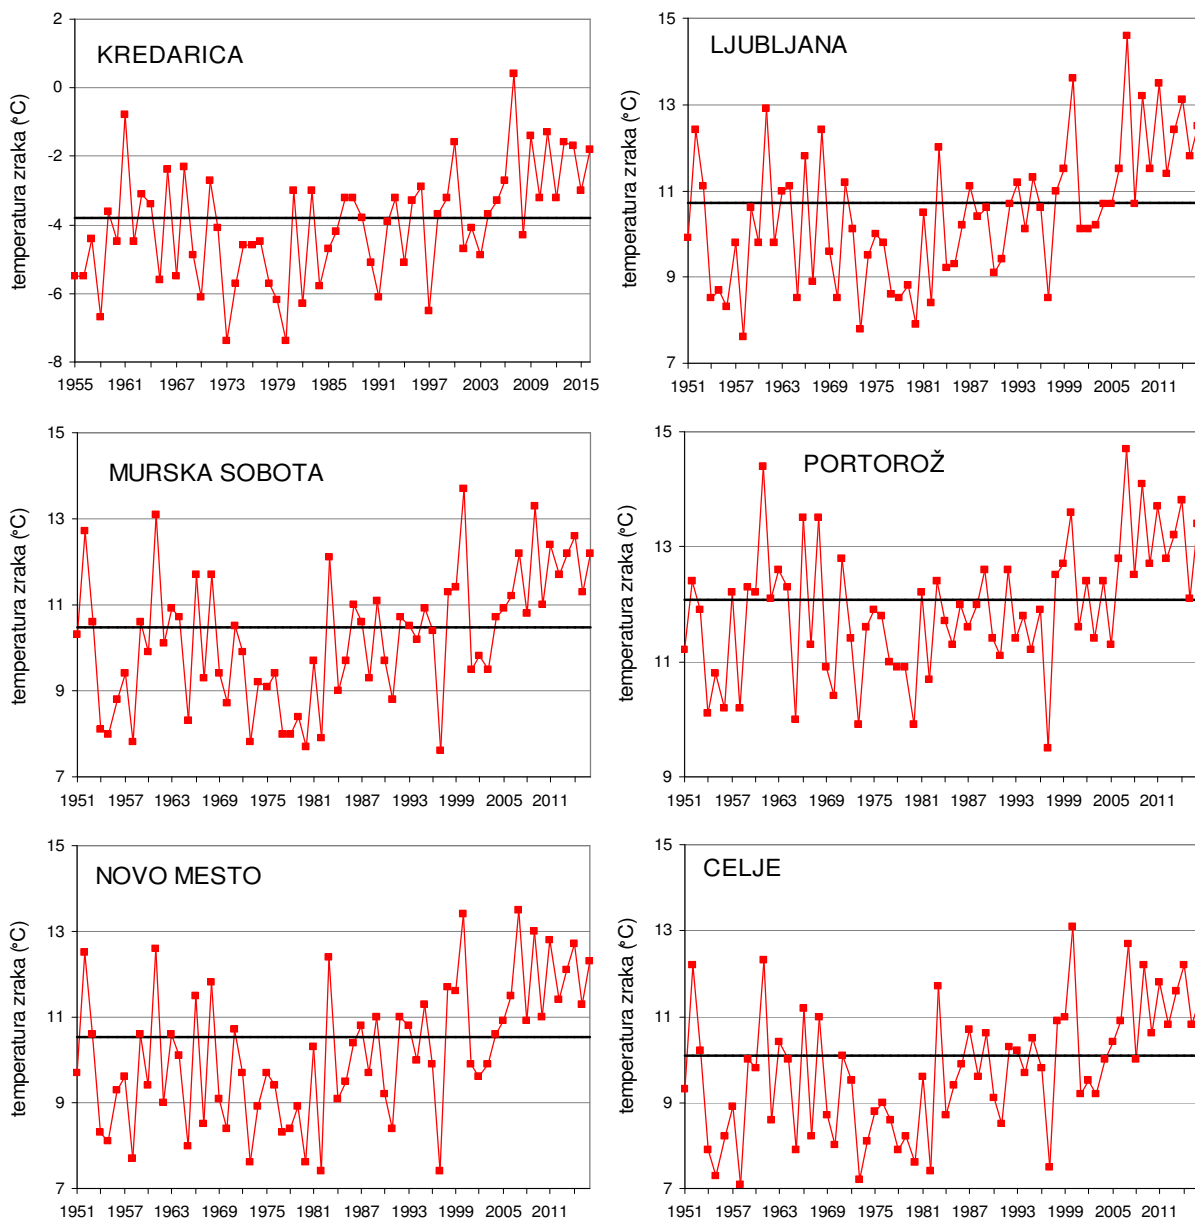 KREDARICA
temperatura zraka (°C)
2
0
-2
-4
-6
-8
1955 1961 1967 1973 1979 1985 1991 1997 2003 2009 2015
LJUBLJANA
temperatura zraka (°C)
15
13
11
9
7
1951 1957 1963 1969 1975 1981 1987 1993 1999 2005 2011
MURSKA SOBOTA
temperatura zraka (°C)
15
13
11
9
7
1951 1957 1963 1969 1975 1981 1987 1993 1999 2005 2011
PORTOROŽ
temperatura zraka (°C)
15
13
11
9
1951 1957 1963 1969 1975 1981 1987 1993 1999 2005 2011
NOVO MESTO
temperatura zraka (°C)
15
13
11
9
7
1951 1957 1963 1969 1975 1981 1987 1993 1999 2005 2011
CELJE
temperatura zraka (°C)
15
13
11
9
7
1951 1957 1963 1969 1975 1981 1987 1993 1999 2005 2011